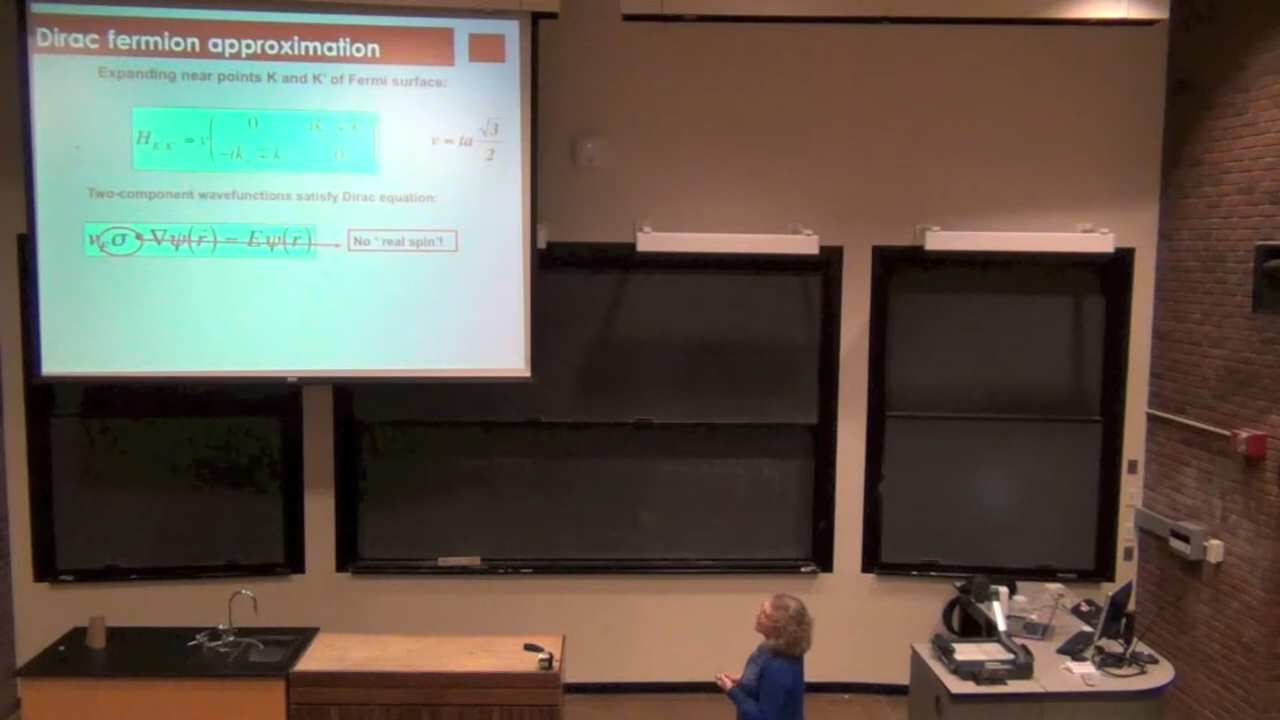 Dirac fermion approximation
Expanding near points K and K' of Fermi surface:
v = ta √3/2
Two-component wavefunctions satisfy Dirac equation:
σ • ∇ψ(r) = Eψ(r)
No " real spin"!